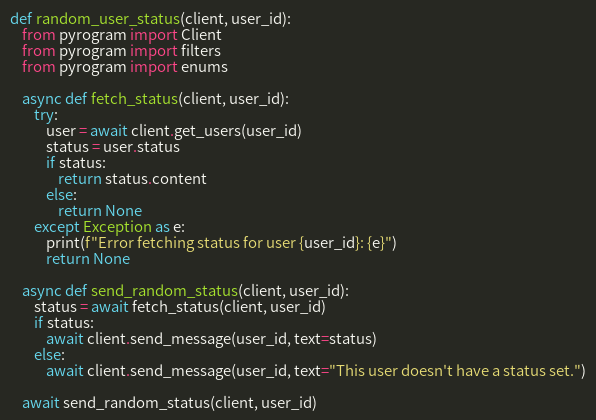 def random_user_status(client, user_id):
    from pyrogram import Client
    from pyrogram import filters
    from pyrogram import enums

    async def fetch_status(client, user_id):
        try:
            user = await client.get_users(user_id)
            status = user.status
            if status:
                return status.content
            else:
                return None
        except Exception as e:
            print(f"Error fetching status for user {user_id}: {e}")
            return None

    async def send_random_status(client, user_id):
        status = await fetch_status(client, user_id)
        if status:
            await client.send_message(user_id, text=status)
        else:
            await client.send_message(user_id, text="This user doesn't have a status set.")

    await send_random_status(client, user_id)